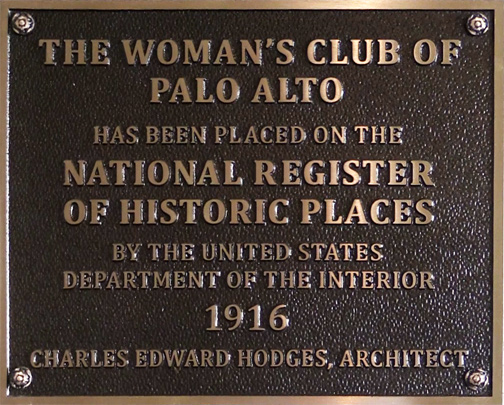 THE WOMAN'S CLUB OF
PALO ALTO
HAS BEEN PLACED ON THE
NATIONAL REGISTER
OF HISTORIC PLACES
BY THE UNITED STATES
DEPARTMENT OF THE INTERIOR
1916
CHARLES EDWARD HODGES, ARCHITECT